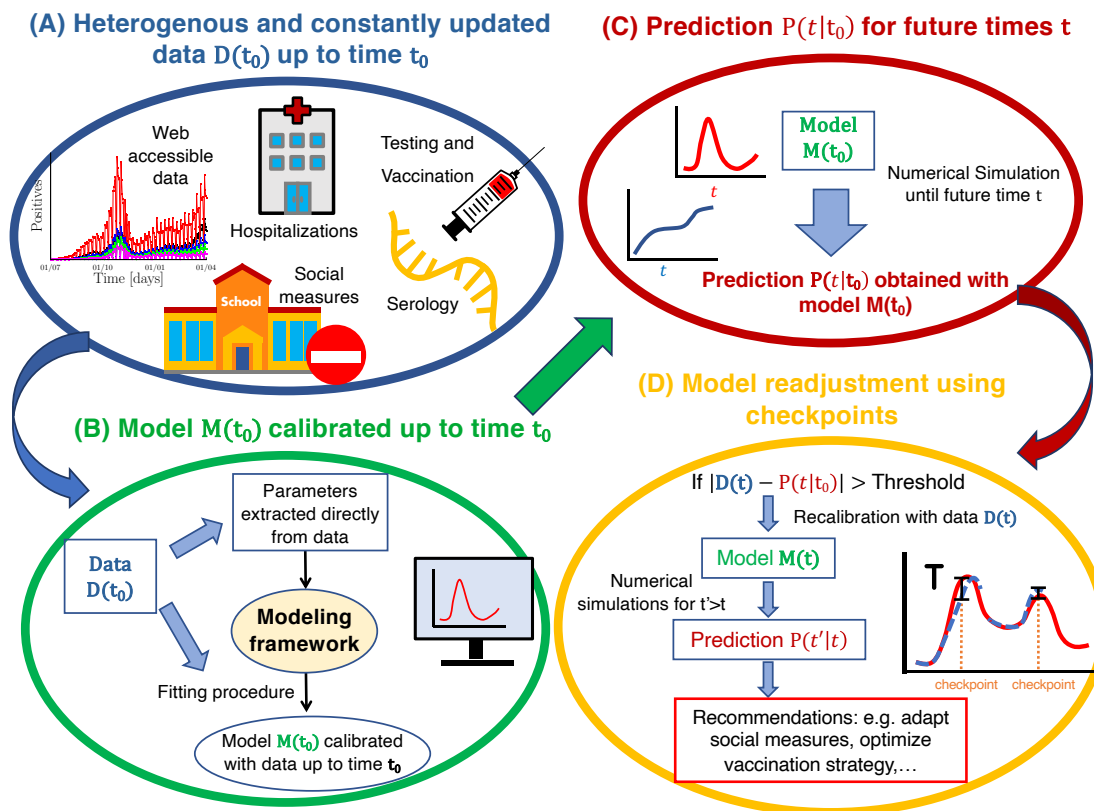 (A) Heterogenous and constantly updated
data D(t₀) up to time t₀
Web
accessible
data
Positives
01/07
01/10
01/01
01/04
Time [days]
Hospitalizations
Testing and
Vaccination
Social
measures
School
Serology
(C) Prediction P(t|t₀) for future times t
t
t
Model
M(t₀)
Numerical Simulation
until future time t
Prediction P(t|t₀) obtained with
model M(t₀)
(B) Model M(t₀) calibrated up to time t₀
Data
D(t₀)
Parameters
extracted directly
from data
Modeling
framework
Fitting procedure
Model M(t₀) calibrated
with data up to time t₀
(D) Model readjustment using
checkpoints
If |D(t) − P(t|t₀)| > Threshold
Recalibration with data D(t)
Model M(t)
Numerical
simulations for t'>t
Prediction P(t′|t)
Recommendations: e.g. adapt
social measures, optimize
vaccination strategy,…
T
checkpoint
checkpoint